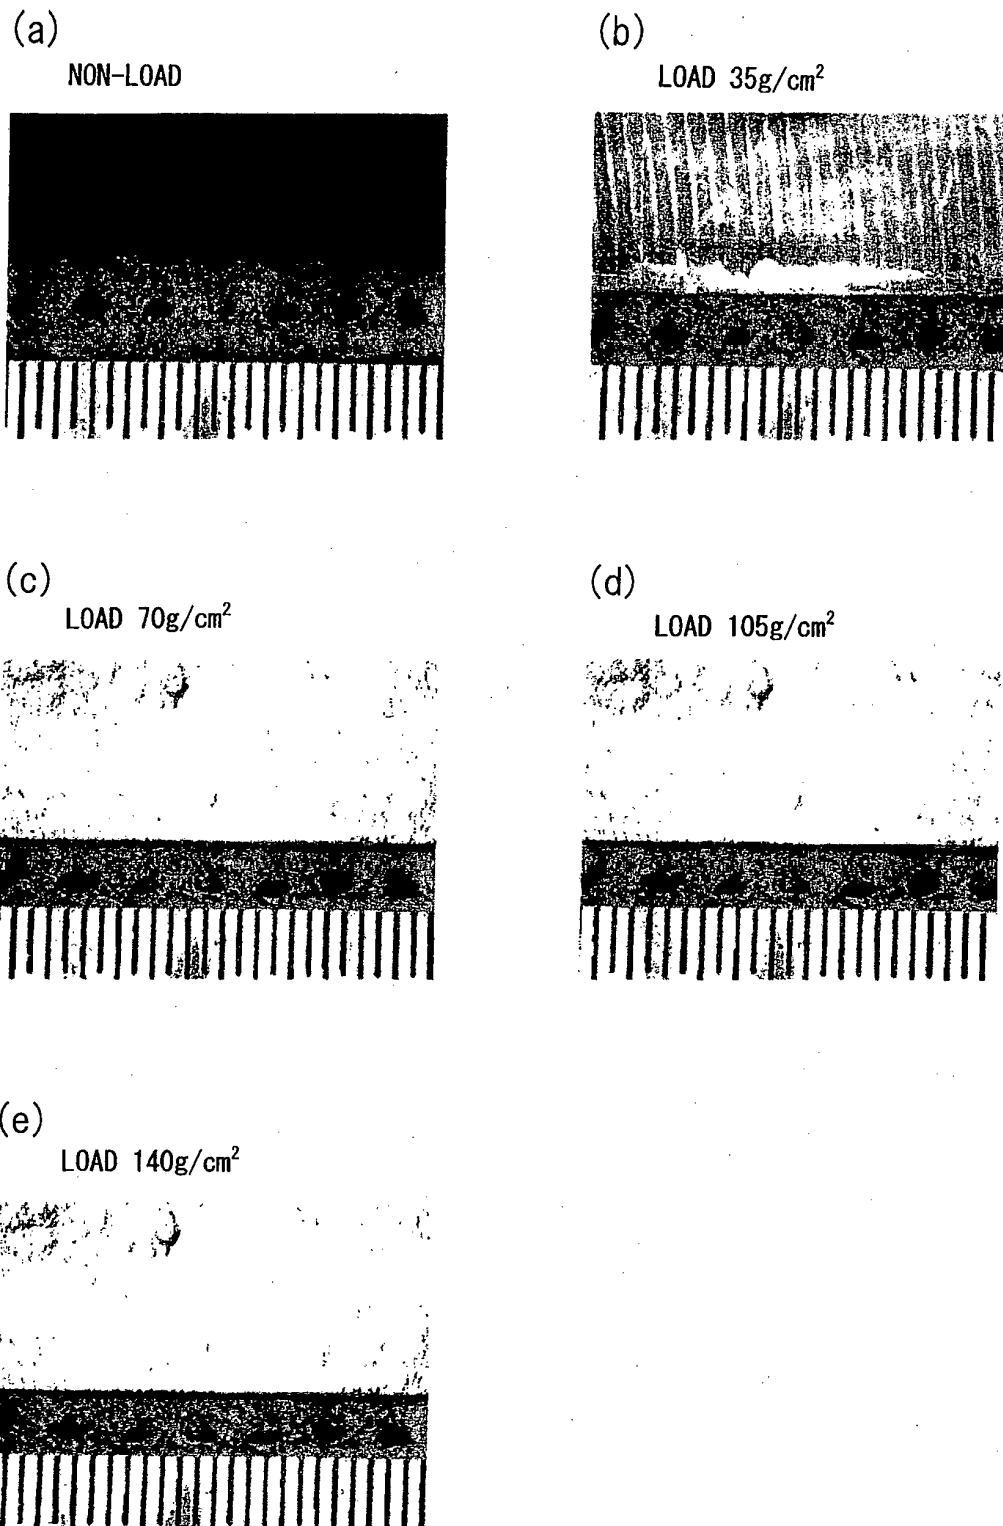 (a)
NON-LOAD
(b)
LOAD 35g/cm²
(c)
LOAD 70g/cm²
(d)
LOAD 105g/cm²
(e)
LOAD 140g/cm²